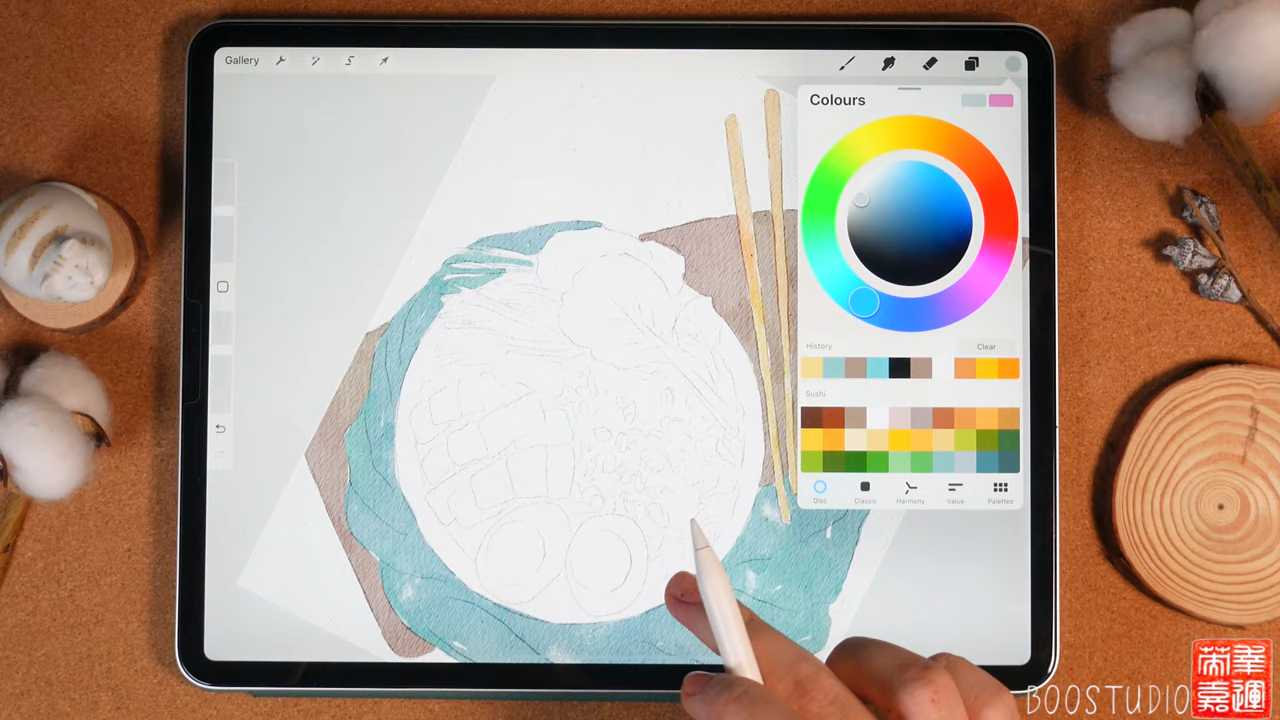 Gallery
Colours
History
Clear
Sushi
Disc
Classic
Harmony
Value
Palettes
BOOSTUDIO